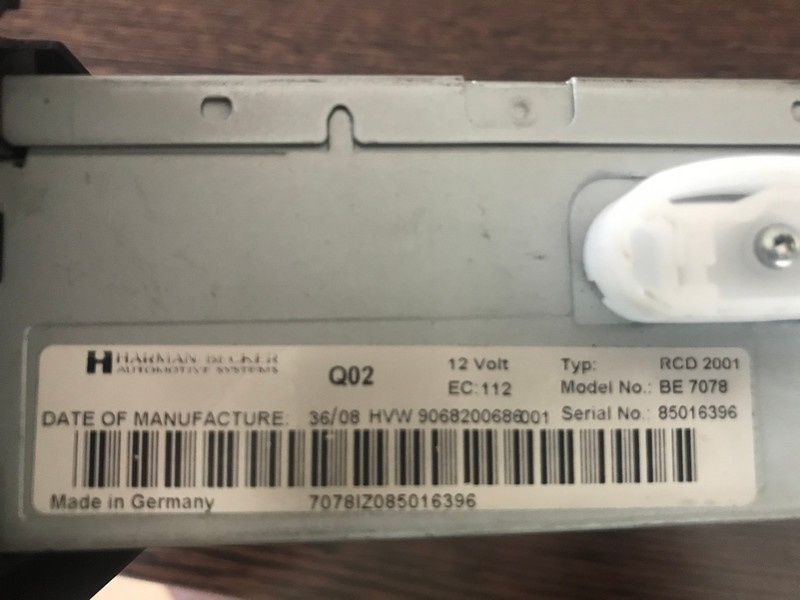 HARMAN/BECKER
AUTOMOTIVE SYSTEMS
Q02
12 Volt
EC: 112
Typ: RCD 2001
Model No.: BE 7078
DATE OF MANUFACTURE: 36/08 HVW 9068200686001 Serial No.: 85016396
Made in Germany 7078IZ085016396